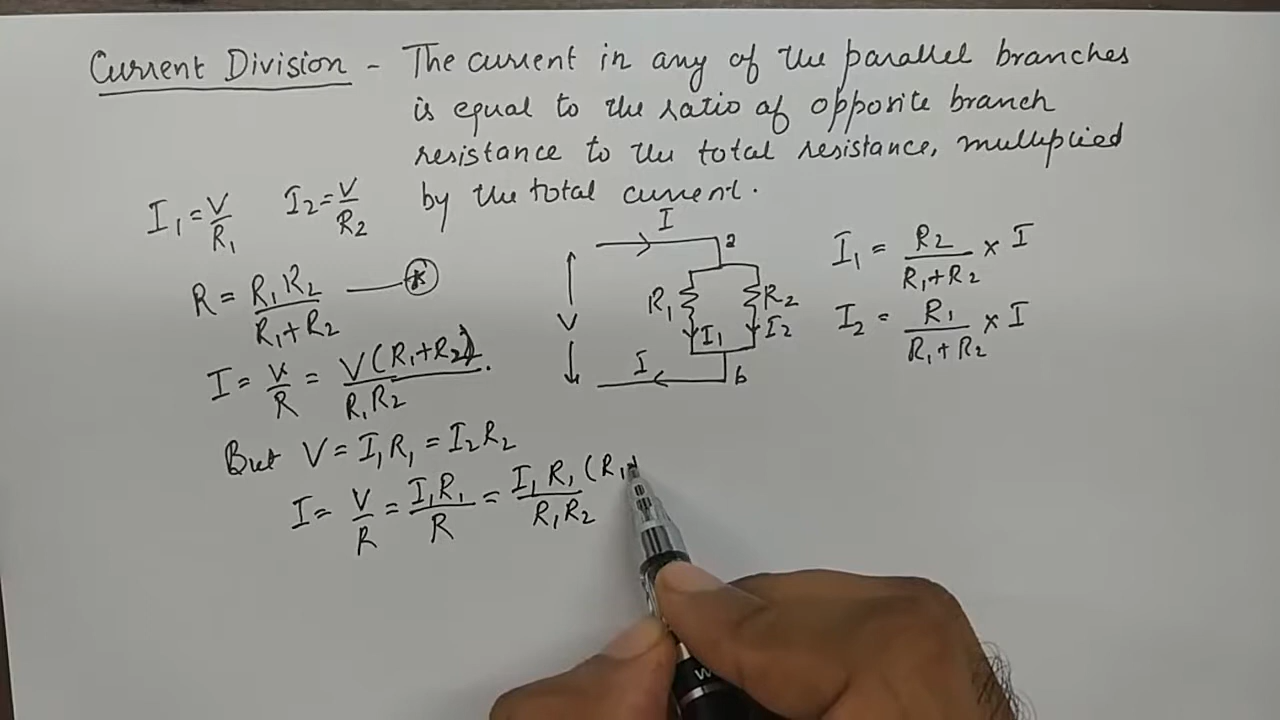 Current Division - The current in any of the parallel branches
is equal to the ratio of opposite branch
resistance to the total resistance, multiplied
by the total current.
I₁ = V/R₁ I₂ = V/R₂
R = R₁R₂/(R₁+R₂) — *
I = V/R = V(R₁+R₂)/R₁R₂.
But V = I₁R₁ = I₂R₂
I = V/R = I₁R₁/R = I₁R₁(R₁+/R₁R₂
I
a
R₁ R₂
V
I₁ I₂
I
b
I₁ = R₂/(R₁+R₂) × I
I₂ = R₁/(R₁+R₂) × I